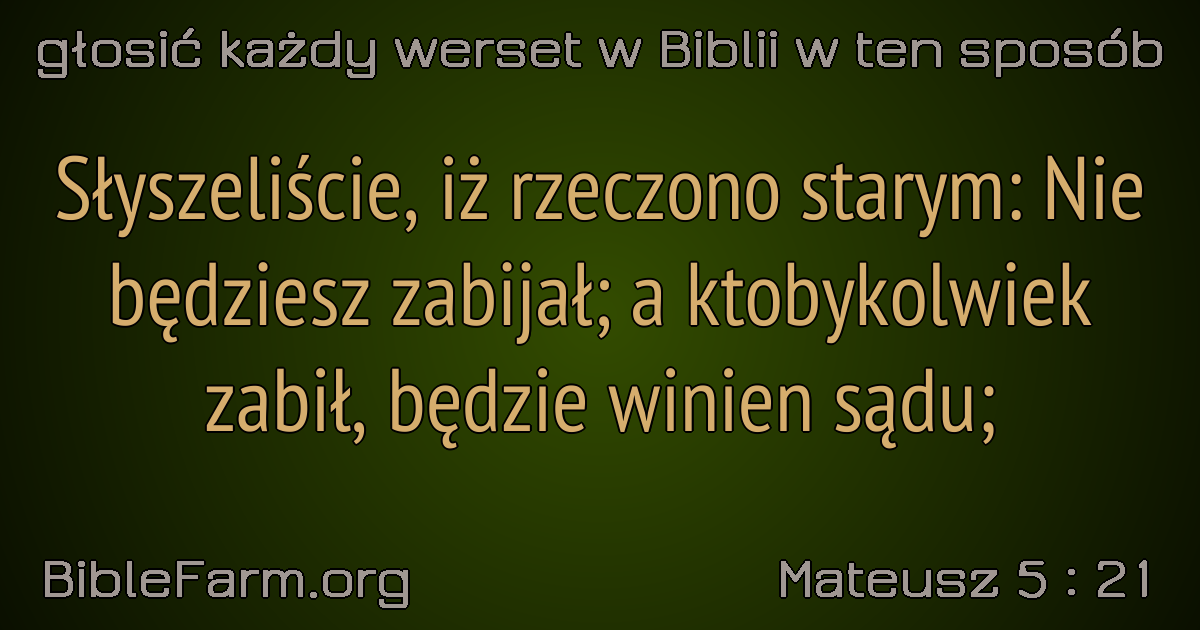 głosić każdy werset w Biblii w ten sposób
Słyszeliście, iż rzeczono starym: Nie
będziesz zabijał; a ktobykolwiek
zabił, będzie winien sądu;
BibleFarm.org
Mateusz 5 : 21